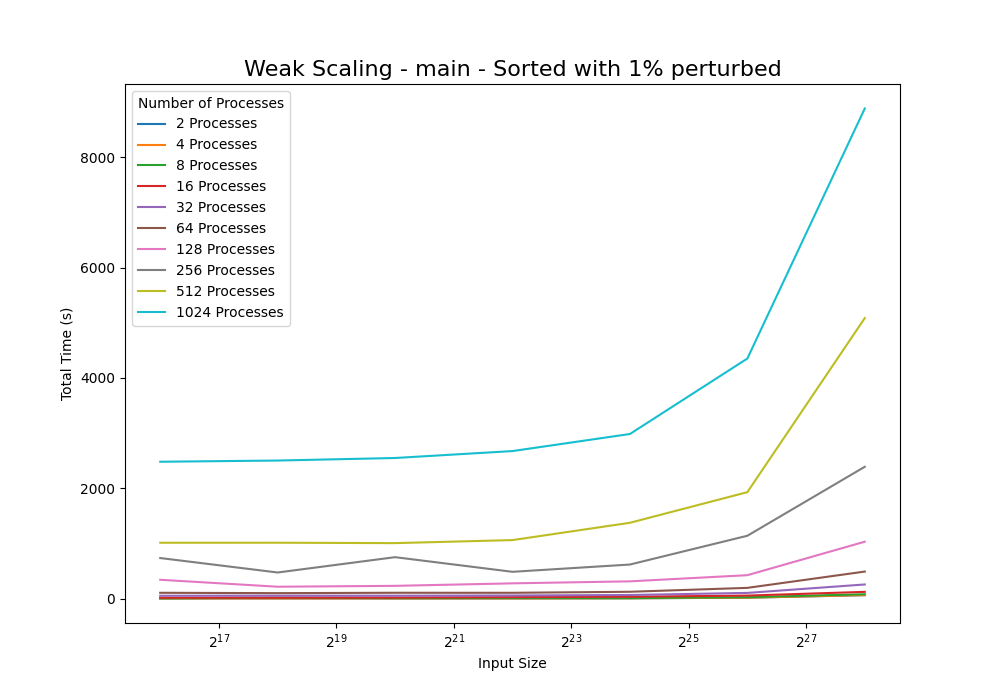 Weak Scaling - main - Sorted with 1% perturbed
Number of Processes
2 Processes
4 Processes
8 Processes
16 Processes
32 Processes
64 Processes
128 Processes
256 Processes
512 Processes
1024 Processes
Total Time (s)
8000
6000
4000
2000
0
2^17 2^19 2^21 2^23 2^25 2^27
Input Size